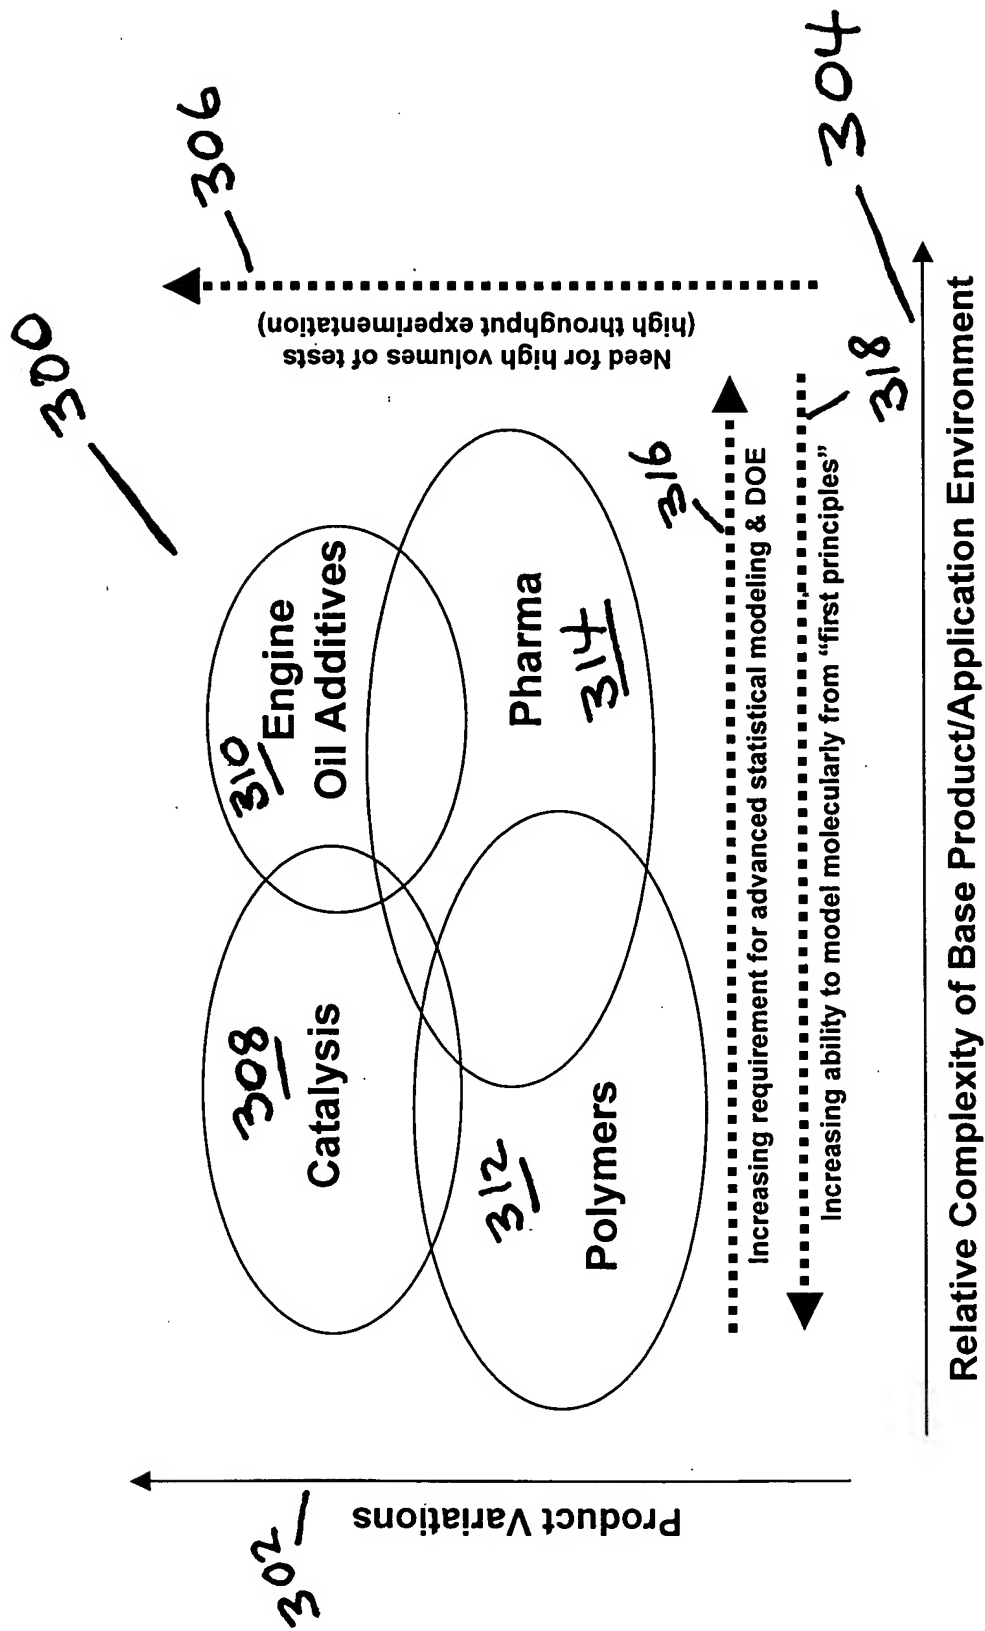 300
302
Product Variations
308
Catalysis
310
Engine
Oil Additives
312
Polymers
Pharma
314
Need for high volumes of tests
(high throughput experimentation)
306
316
Increasing requirement for advanced statistical modeling & DOE
318
Increasing ability to model molecularly from “first principles”
304
Relative Complexity of Base Product/Application Environment